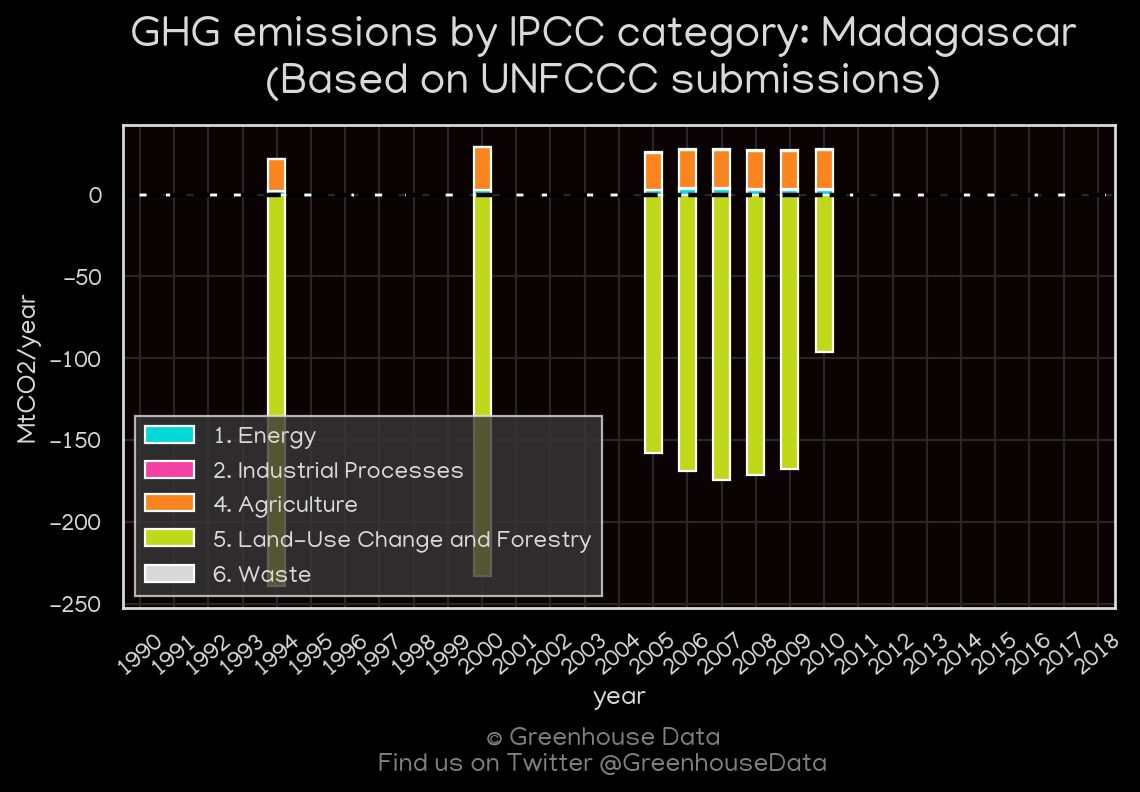 GHG emissions by IPCC category: Madagascar
(Based on UNFCCC submissions)
MtCO2/year
0
−50
−100
−150
−200
−250
1. Energy
2. Industrial Processes
4. Agriculture
5. Land-Use Change and Forestry
6. Waste
1990 1991 1992 1993 1994 1995 1996 1997 1998 1999 2000 2001 2002 2003 2004 2005 2006 2007 2008 2009 2010 2011 2012 2013 2014 2015 2016 2017 2018
year
© Greenhouse Data
Find us on Twitter @GreenhouseData